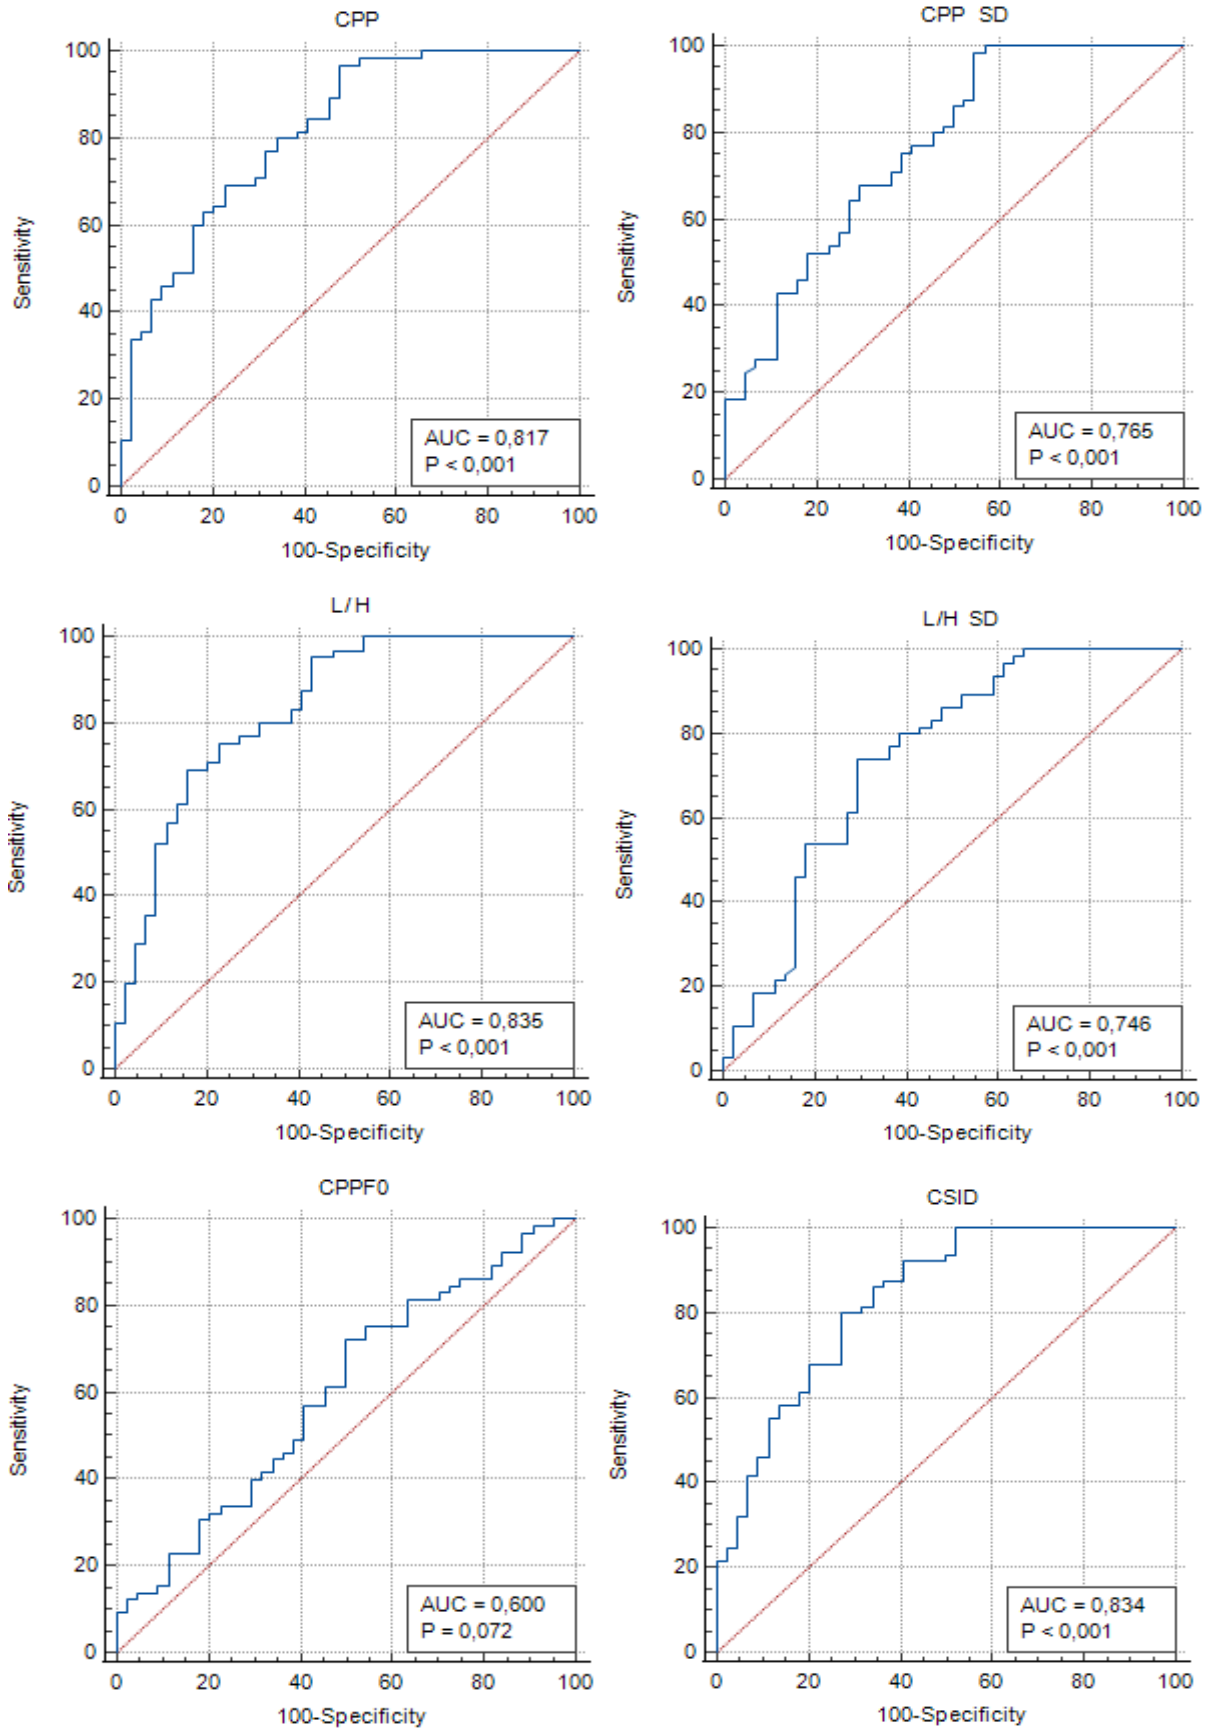 CPP
100
80
60
40
20
0
Sensitivity
AUC = 0,817
P < 0,001
0 20 40 60 80 100
100-Specificity
CPP SD
100
80
60
40
20
0
Sensitivity
AUC = 0,765
P < 0,001
0 20 40 60 80 100
100-Specificity
L/H
100
80
60
40
20
0
Sensitivity
AUC = 0,835
P < 0,001
0 20 40 60 80 100
100-Specificity
L/H SD
100
80
60
40
20
0
Sensitivity
AUC = 0,746
P < 0,001
0 20 40 60 80 100
100-Specificity
CPPF0
100
80
60
40
20
0
Sensitivity
AUC = 0,600
P = 0,072
0 20 40 60 80 100
100-Specificity
CSID
100
80
60
40
20
0
Sensitivity
AUC = 0,834
P < 0,001
0 20 40 60 80 100
100-Specificity